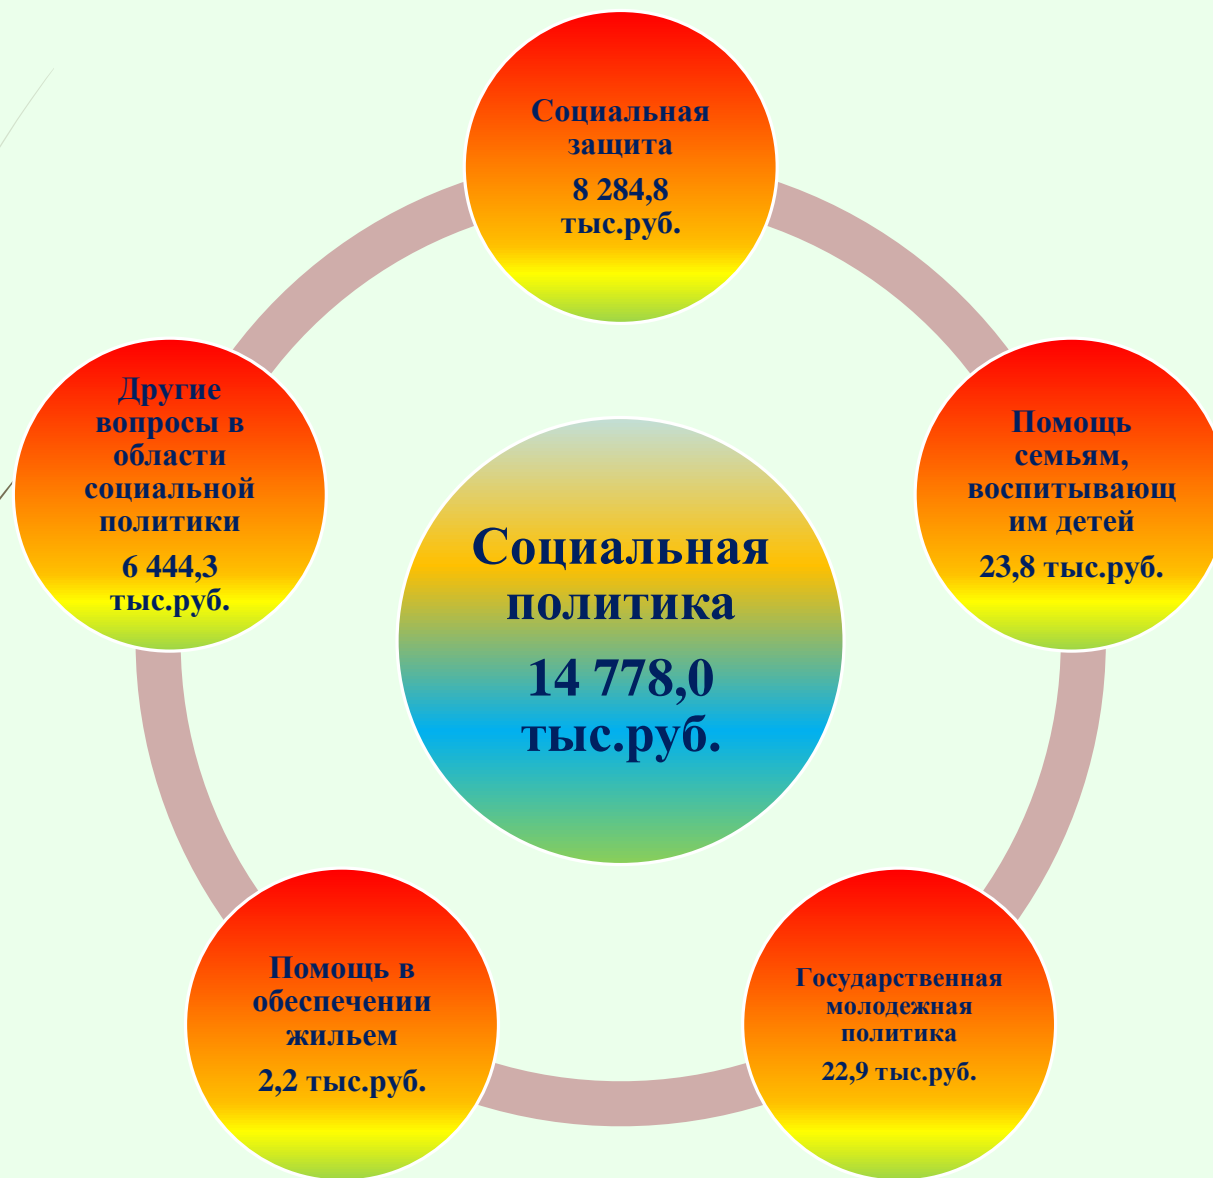 Социальная
защита
8 284,8
тыс.руб.
Другие
вопросы в
области
социальной
политики
6 444,3
тыс.руб.
Помощь
семьям,
воспитывающ
им детей
23,8 тыс.руб.
Социальная
политика
14 778,0
тыс.руб.
Помощь в
обеспечении
жильем
2,2 тыс.руб.
Государственная
молодежная
политика
22,9 тыс.руб.